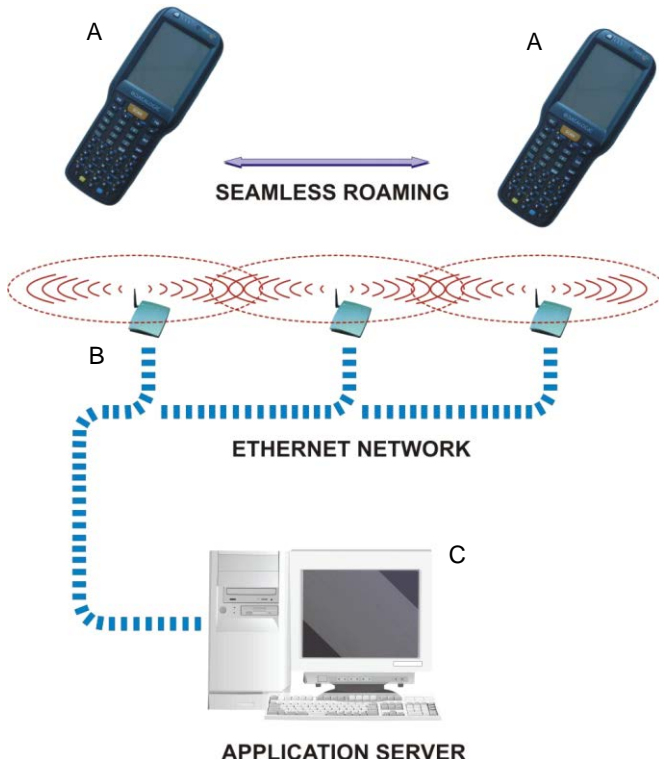 A
A
SEAMLESS ROAMING
B
ETHERNET NETWORK
C
APPLICATION SERVER